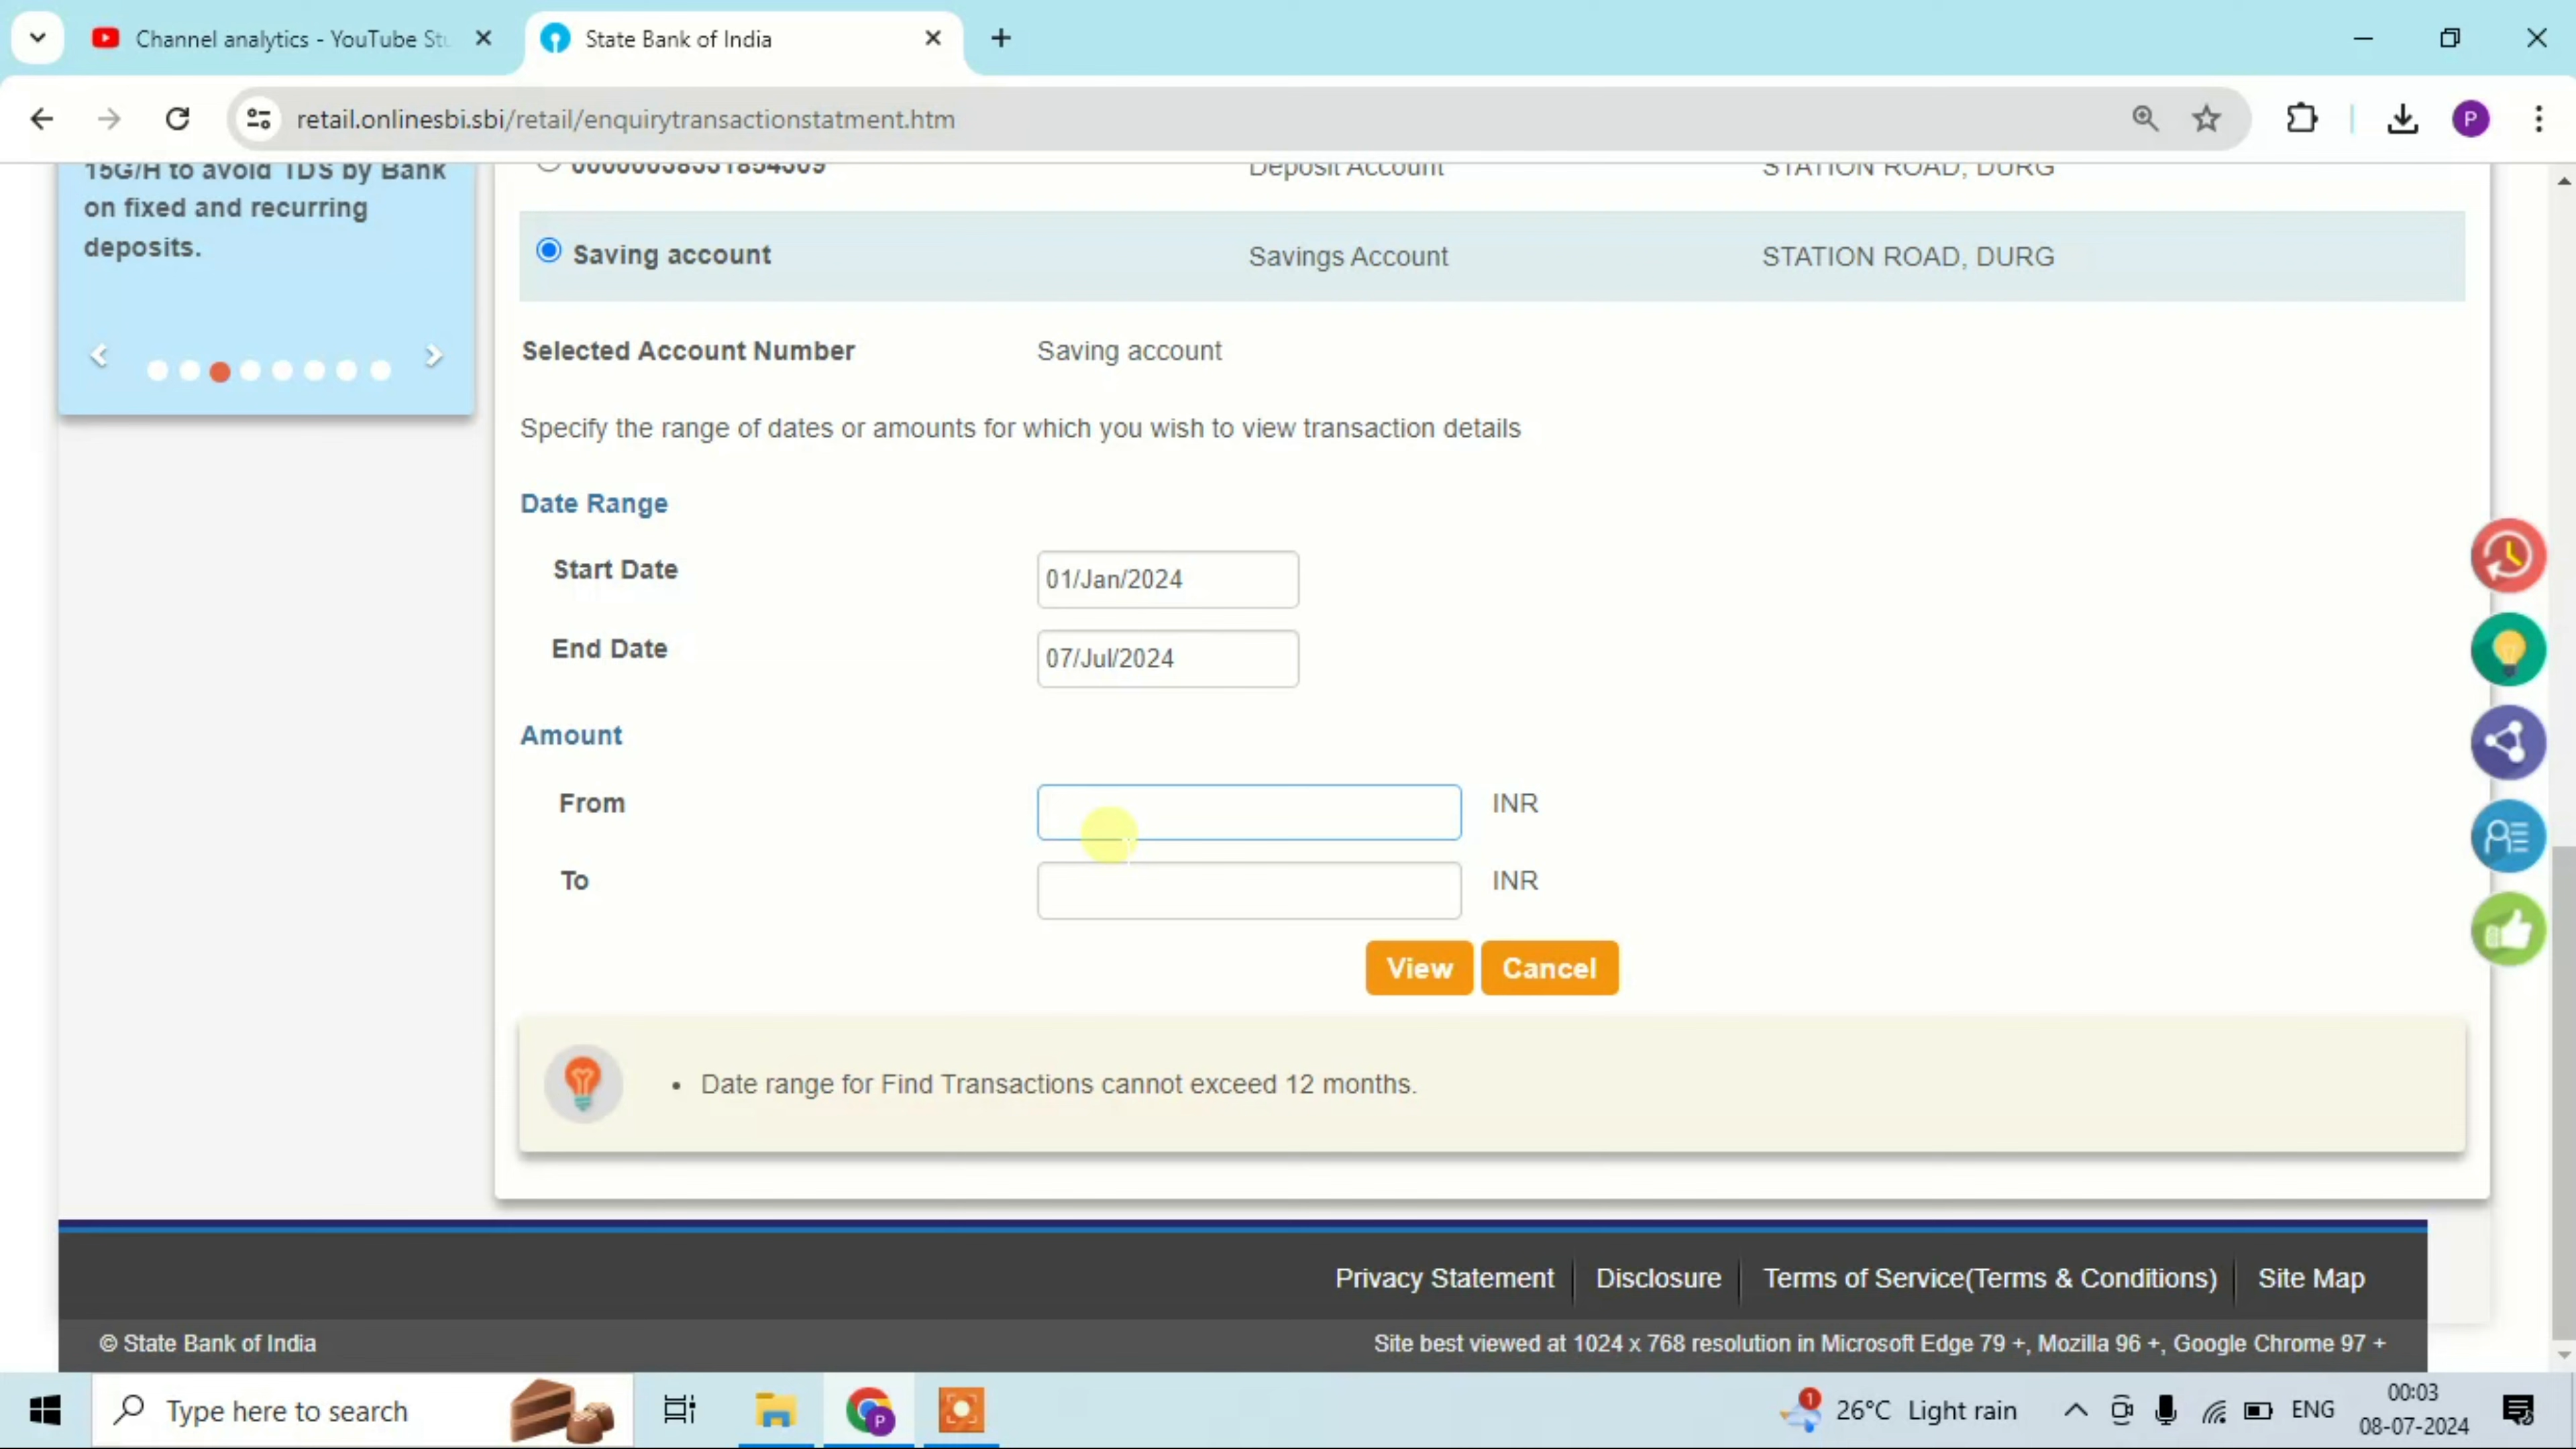 Channel analytics - YouTube Stu
State Bank of India
retail.onlinesbi.sbi/retail/enquirytransactionstatment.htm
P
15G/H to avoid TDS by Bank
on fixed and recurring
deposits.
Deposit Account
STATION ROAD, DURG
Saving account
Savings Account
STATION ROAD, DURG
Selected Account Number
Saving account
Specify the range of dates or amounts for which you wish to view transaction details
Date Range
Start Date
01/Jan/2024
End Date
07/Jul/2024
Amount
From
INR
To
INR
View
Cancel
• Date range for Find Transactions cannot exceed 12 months.
Privacy Statement
Disclosure
Terms of Service(Terms & Conditions)
Site Map
© State Bank of India
Site best viewed at 1024 x 768 resolution in Microsoft Edge 79 +, Mozilla 96 +, Google Chrome 97 +
Type here to search
P
1
26°C Light rain
ENG
00:03
08-07-2024